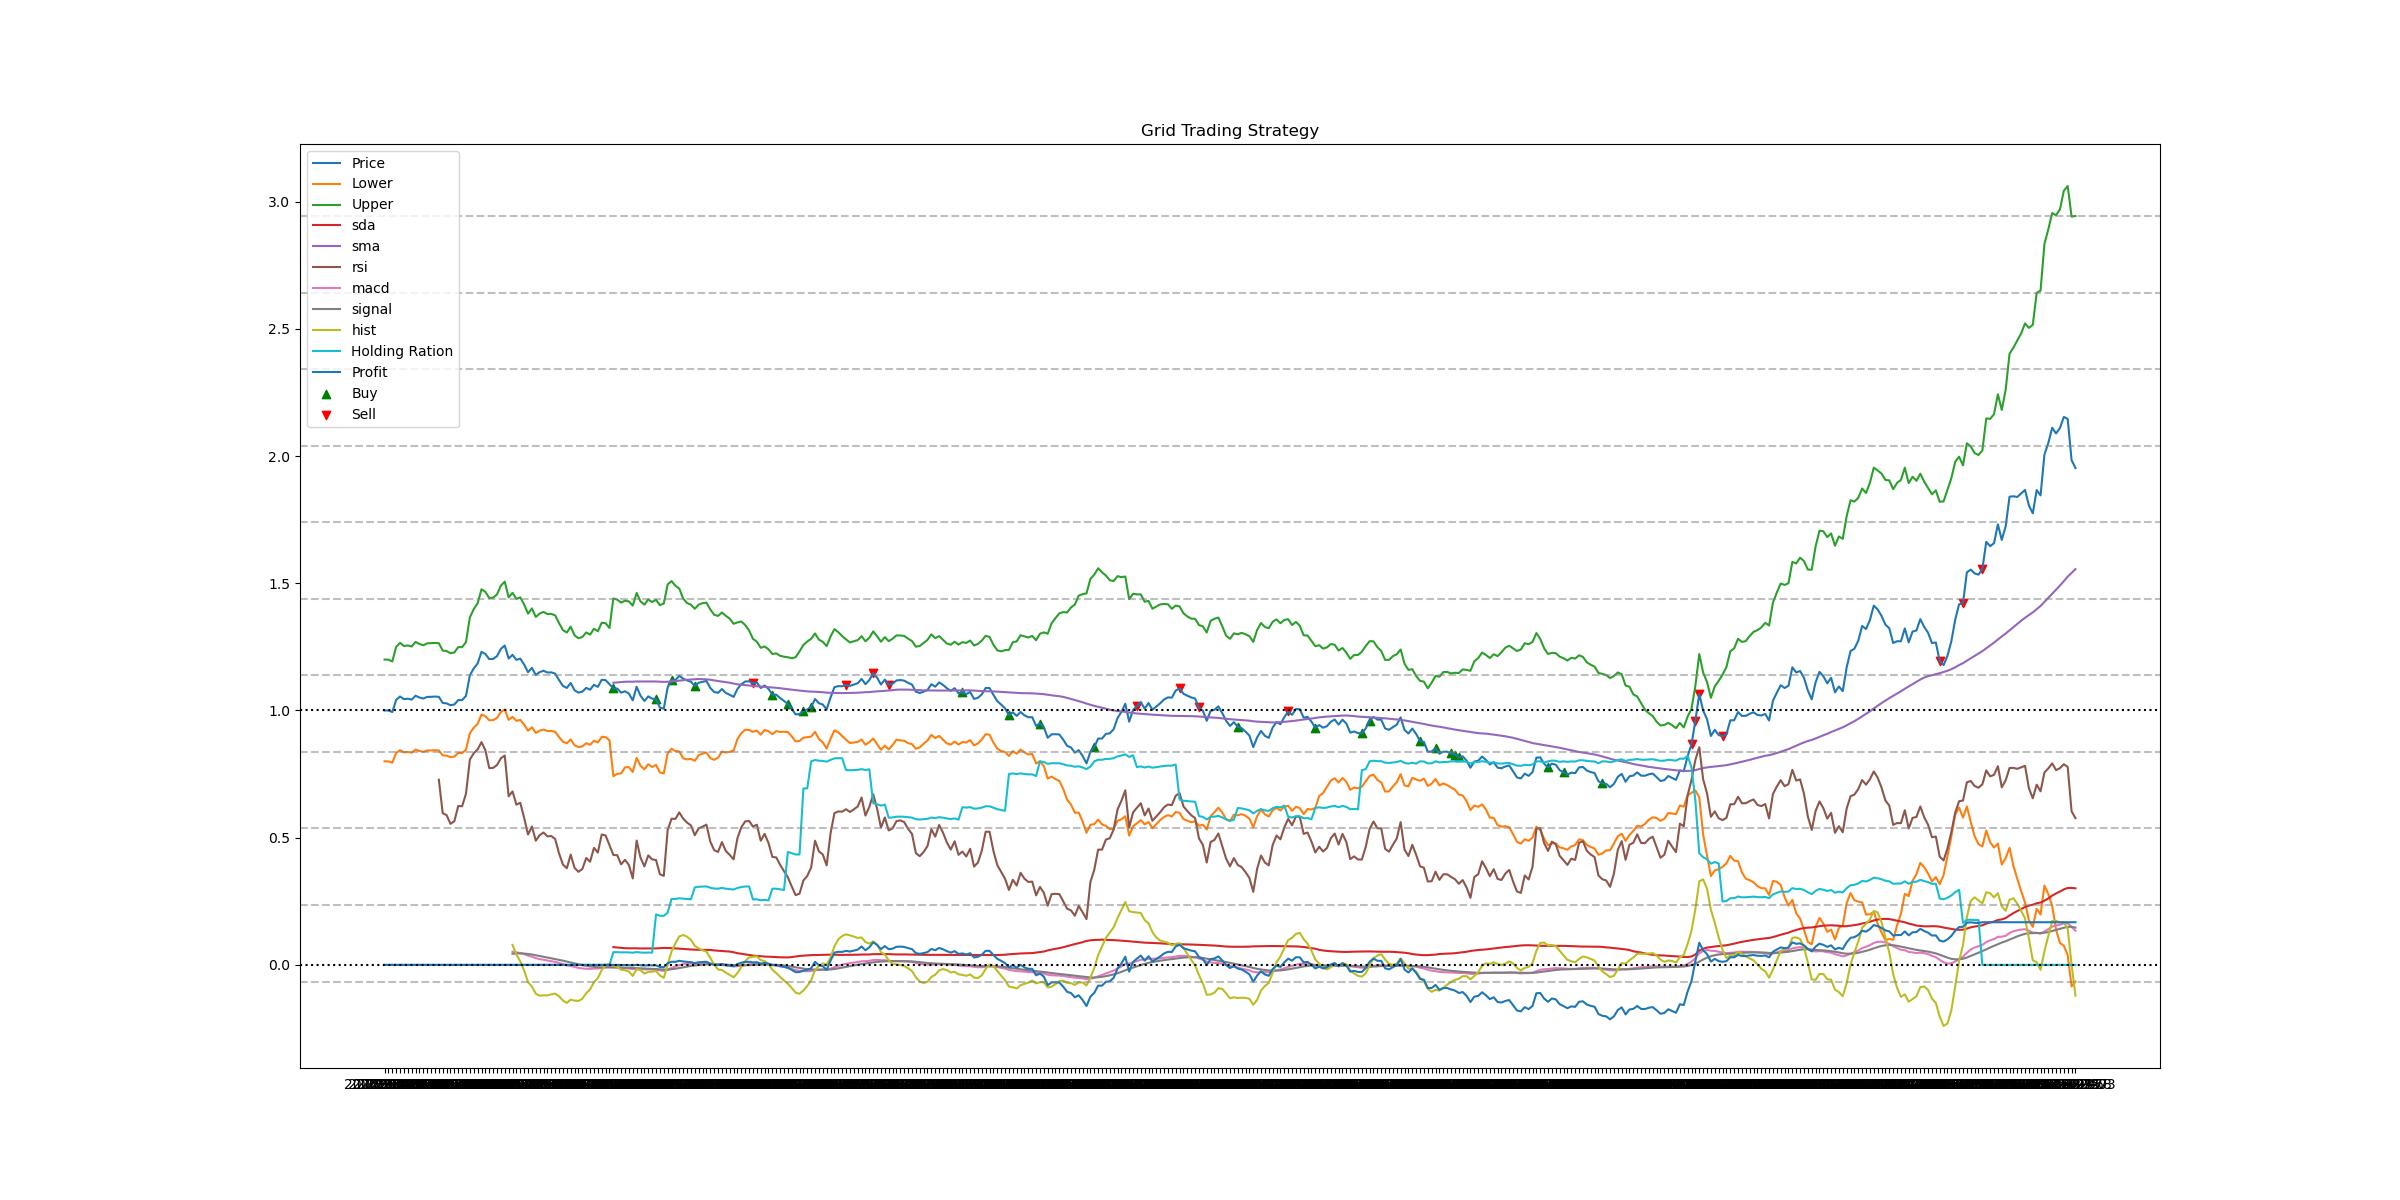 Grid Trading Strategy
Price
Lower
Upper
sda
sma
rsi
macd
signal
hist
Holding Ration
Profit
Buy
Sell
3.0
2.5
2.0
1.5
1.0
0.5
0.0